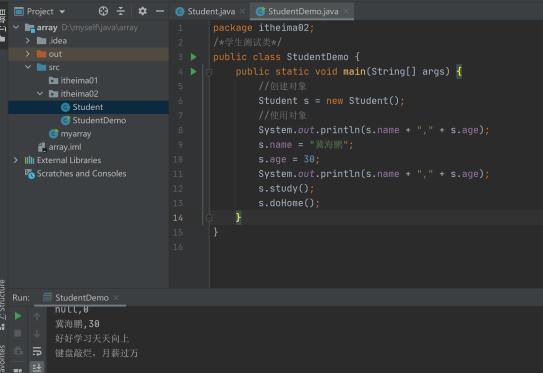 Project
array D:\myself\java\array
.idea
out
src
itheima01
itheima02
Student
StudentDemo
myarray
array.iml
External Libraries
Scratches and Consoles
Student.java
StudentDemo.java
1 package itheima02;
2 /*学生测试类*/
3 public class StudentDemo {
4 public static void main(String[] args) {
5 //创建对象
6 Student s = new Student();
7 //使用对象
8 System.out.println(s.name + "," + s.age);
9 s.name = "冀海鹏";
10 s.age = 30;
11 System.out.println(s.name + "," + s.age);
12 s.study();
13 s.doHome();
14 }
15 }
16
Structure
Run: StudentDemo
null,0
冀海鹏,30
好好学习天天向上
键盘敲烂，月薪过万